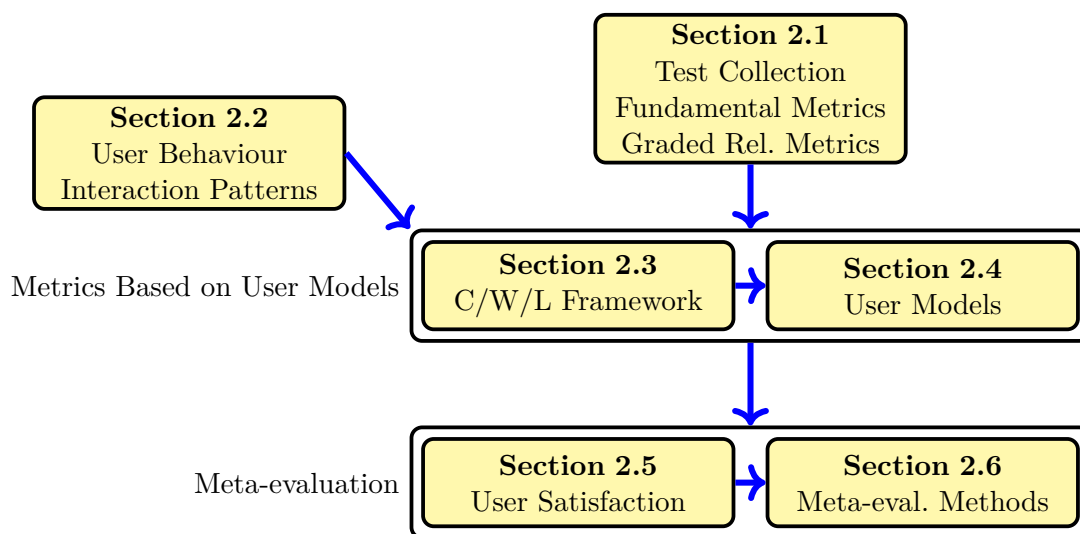 Section 2.1
Test Collection
Fundamental Metrics
Graded Rel. Metrics
Section 2.2
User Behaviour
Interaction Patterns
Metrics Based on User Models
Section 2.3
C/W/L Framework
Section 2.4
User Models
Meta-evaluation
Section 2.5
User Satisfaction
Section 2.6
Meta-eval. Methods